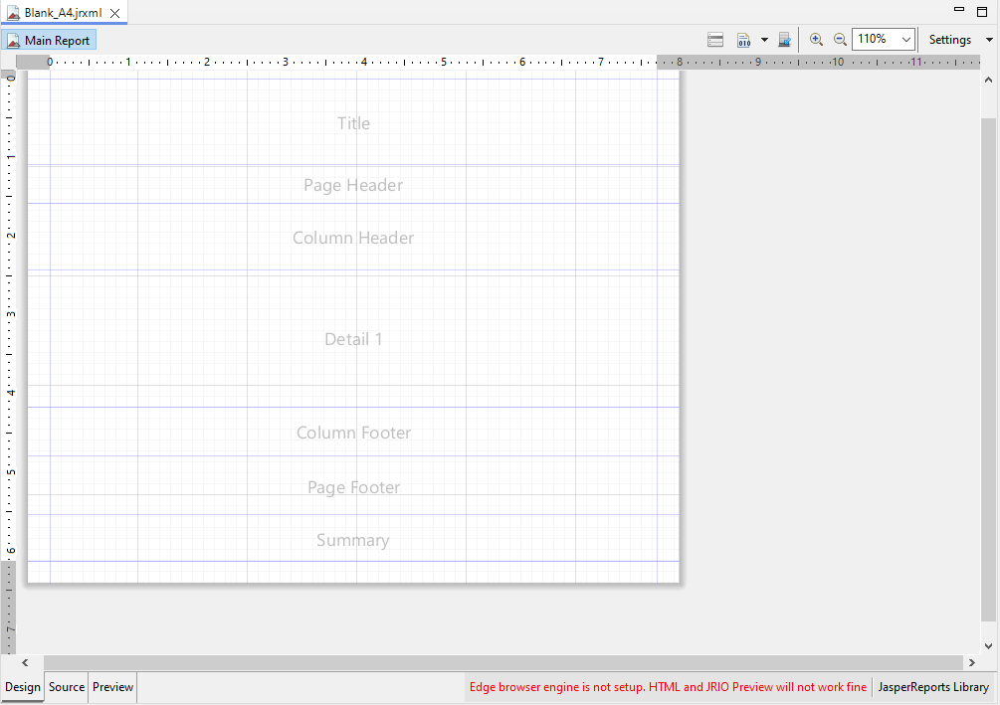 Blank_A4.jrxml
Main Report
010
110%
Settings
0 1 2 3 4 5 6 7 8 9 10 11
0
1
2
3
4
5
6
7
Title
Page Header
Column Header
Detail 1
Column Footer
Page Footer
Summary
Design Source Preview
Edge browser engine is not setup. HTML and JRIO Preview will not work fine
JasperReports Library